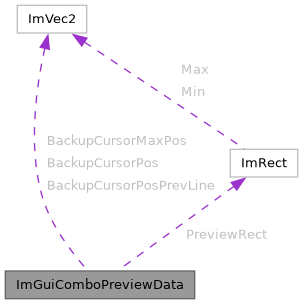 ImVec2
Max
Min
BackupCursorMaxPos
BackupCursorPos
BackupCursorPosPrevLine
ImRect
PreviewRect
ImGuiComboPreviewData